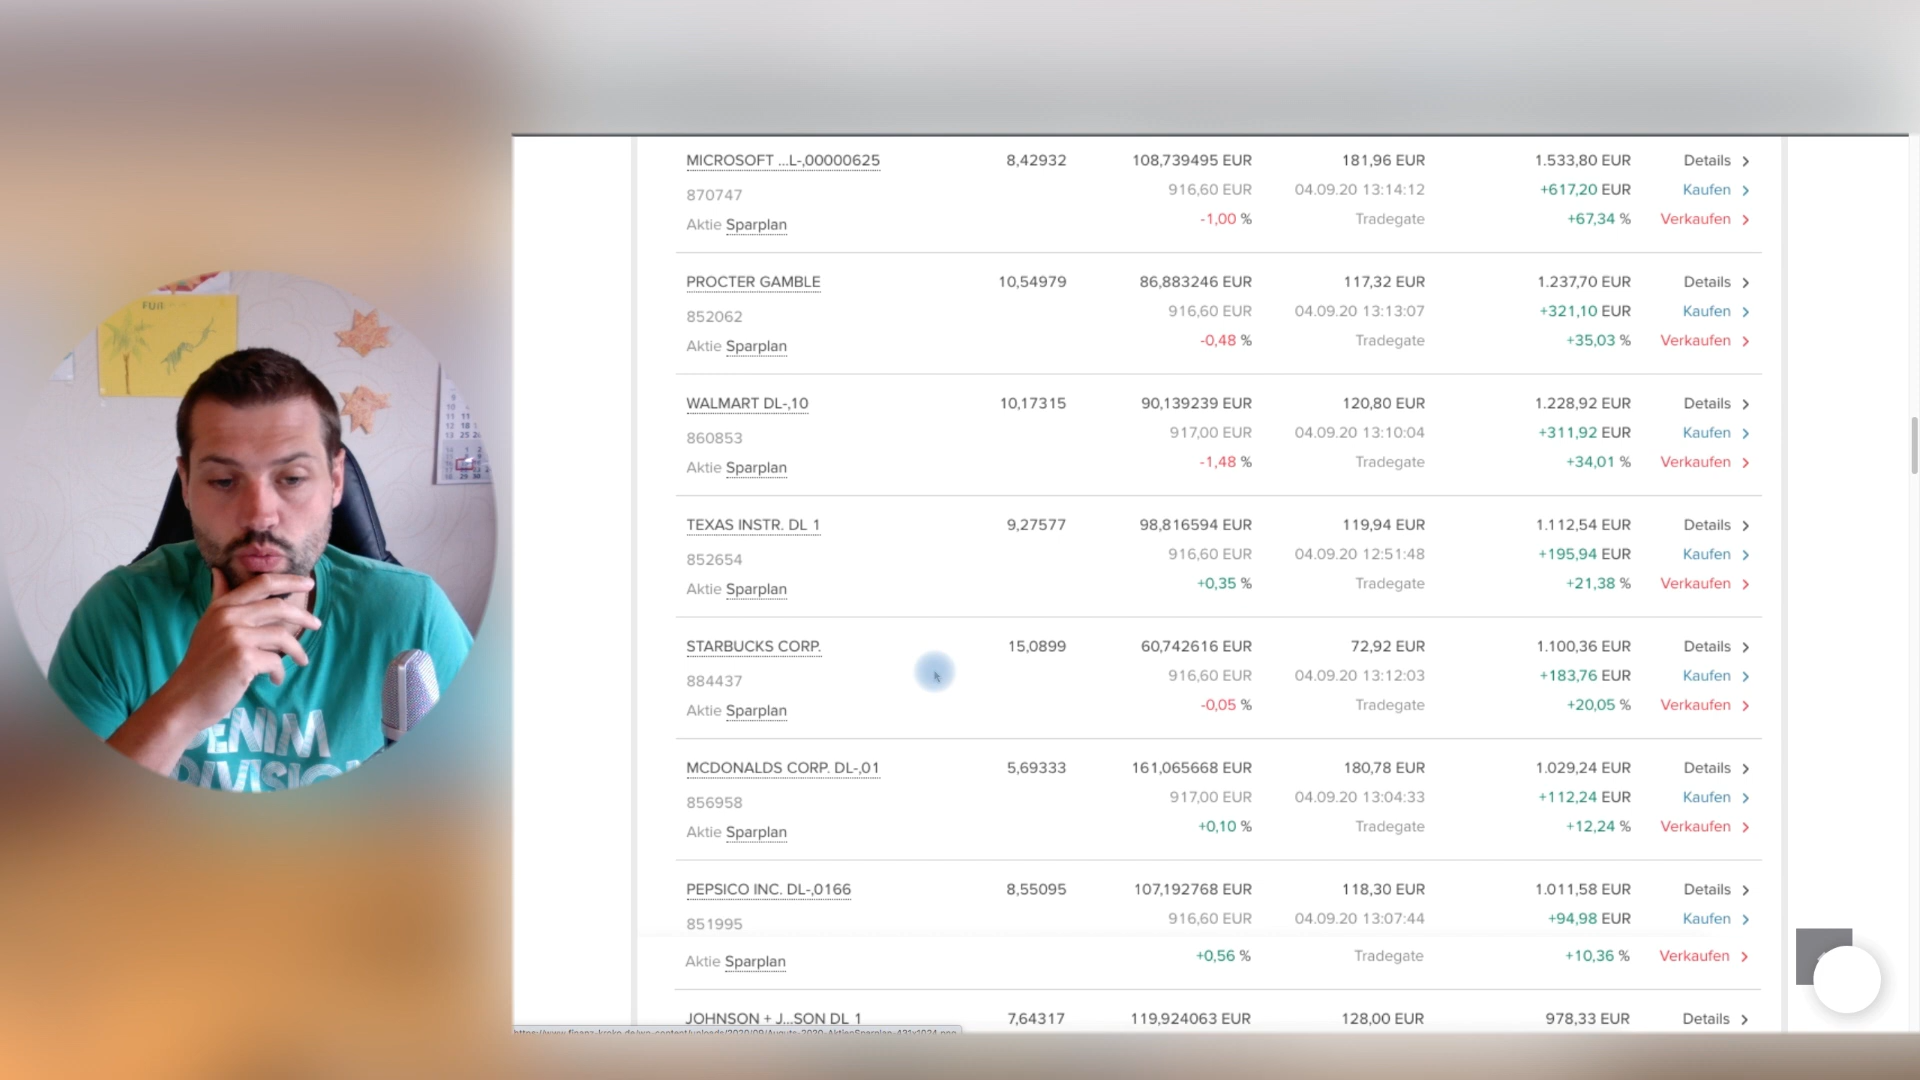 MICROSOFT ...L-,00000625 8,42932 108,739495 EUR 181,96 EUR 1.533,80 EUR Details
870747 916,60 EUR 04.09.20 13:14:12 +617,20 EUR Kaufen
Aktie Sparplan -1,00 % Tradegate +67,34 % Verkaufen
PROCTER GAMBLE 10,54979 86,883246 EUR 117,32 EUR 1.237,70 EUR Details
852062 916,60 EUR 04.09.20 13:13:07 +321,10 EUR Kaufen
Aktie Sparplan -0,48 % Tradegate +35,03 % Verkaufen
WALMART DL-,10 10,17315 90,139239 EUR 120,80 EUR 1.228,92 EUR Details
860853 917,00 EUR 04.09.20 13:10:04 +311,92 EUR Kaufen
Aktie Sparplan -1,48 % Tradegate +34,01 % Verkaufen
TEXAS INSTR. DL 1 9,27577 98,816594 EUR 119,94 EUR 1.112,54 EUR Details
852654 916,60 EUR 04.09.20 12:51:48 +195,94 EUR Kaufen
Aktie Sparplan +0,35 % Tradegate +21,38 % Verkaufen
STARBUCKS CORP. 15,0899 60,742616 EUR 72,92 EUR 1.100,36 EUR Details
884437 916,60 EUR 04.09.20 13:12:03 +183,76 EUR Kaufen
Aktie Sparplan -0,05 % Tradegate +20,05 % Verkaufen
MCDONALDS CORP. DL-,01 5,69333 161,065668 EUR 180,78 EUR 1.029,24 EUR Details
856958 917,00 EUR 04.09.20 13:04:33 +112,24 EUR Kaufen
Aktie Sparplan +0,10 % Tradegate +12,24 % Verkaufen
PEPSICO INC. DL-,0166 8,55095 107,192768 EUR 118,30 EUR 1.011,58 EUR Details
851995 916,60 EUR 04.09.20 13:07:44 +94,98 EUR Kaufen
Aktie Sparplan +0,56 % Tradegate +10,36 % Verkaufen
JOHNSON + J...SON DL 1 7,64317 119,924063 EUR 128,00 EUR 978,33 EUR Details
FÜR
DENIM
DIVISIO